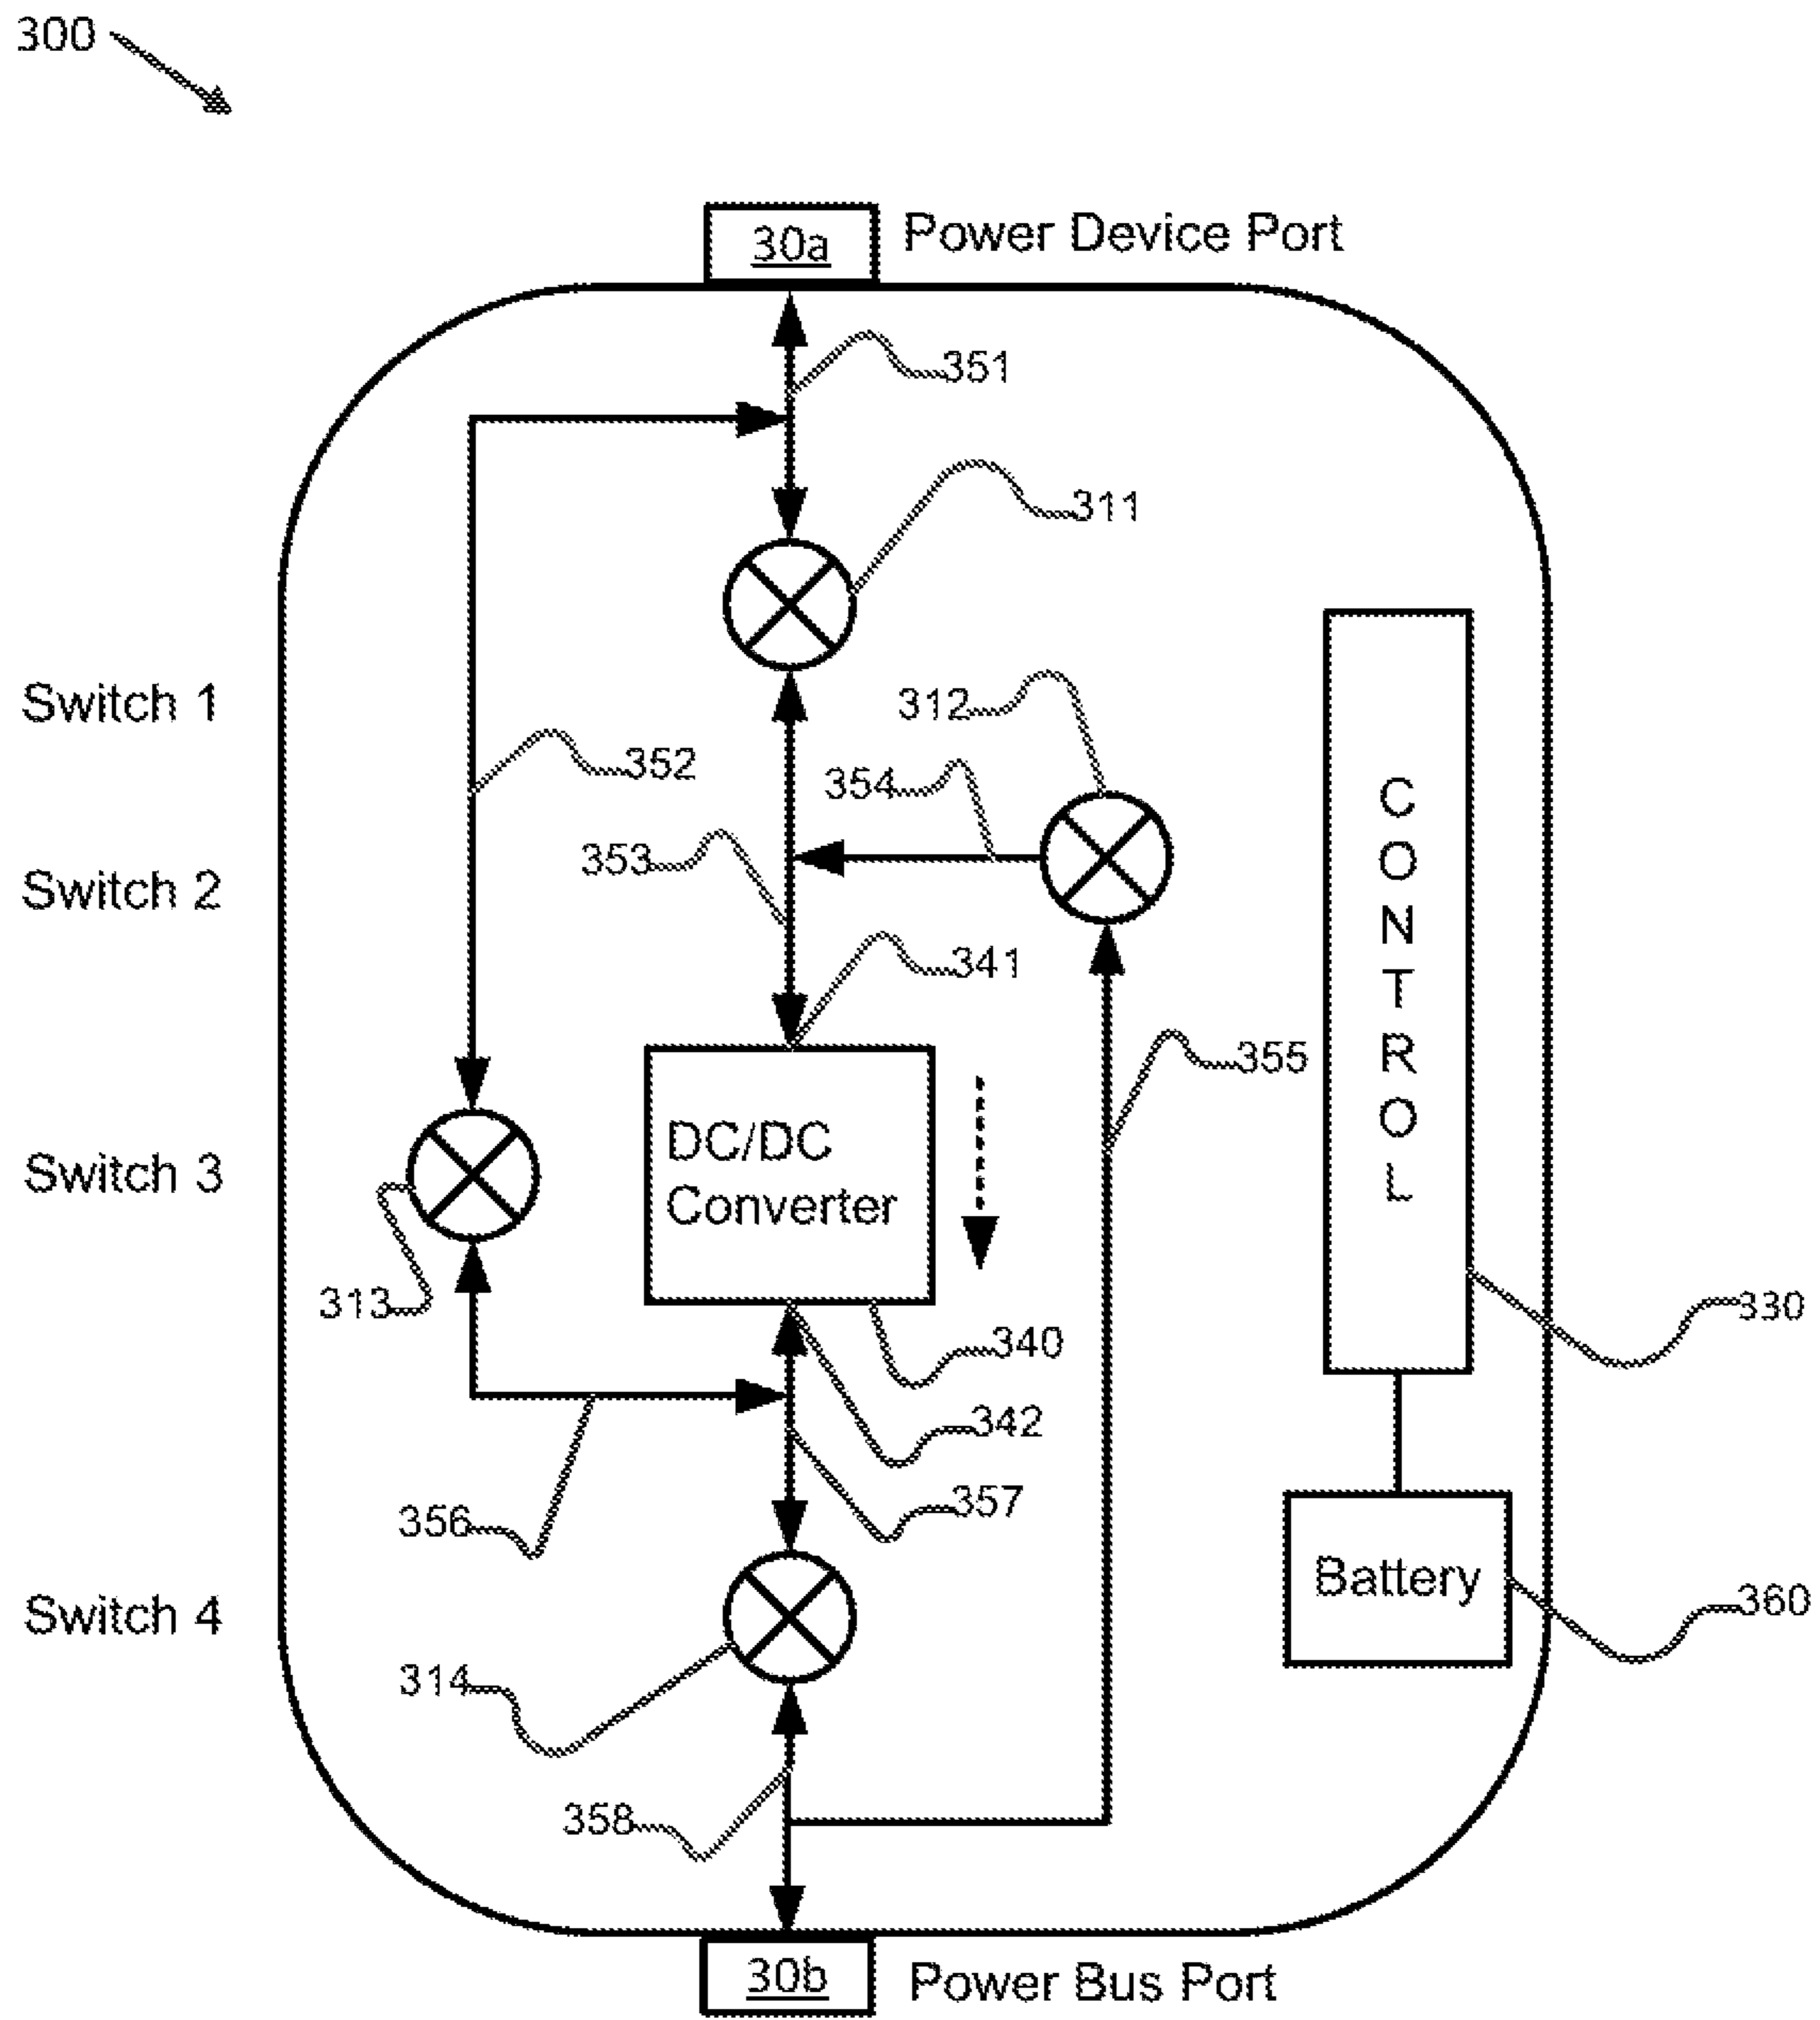 300
30a Power Device Port
351
311
Switch 1
312
352
354
353
Switch 2
341
CONTROL
355
DC/DC
Converter
Switch 3
313
330
340
342
357
356
Battery
360
Switch 4
314
358
30b Power Bus Port